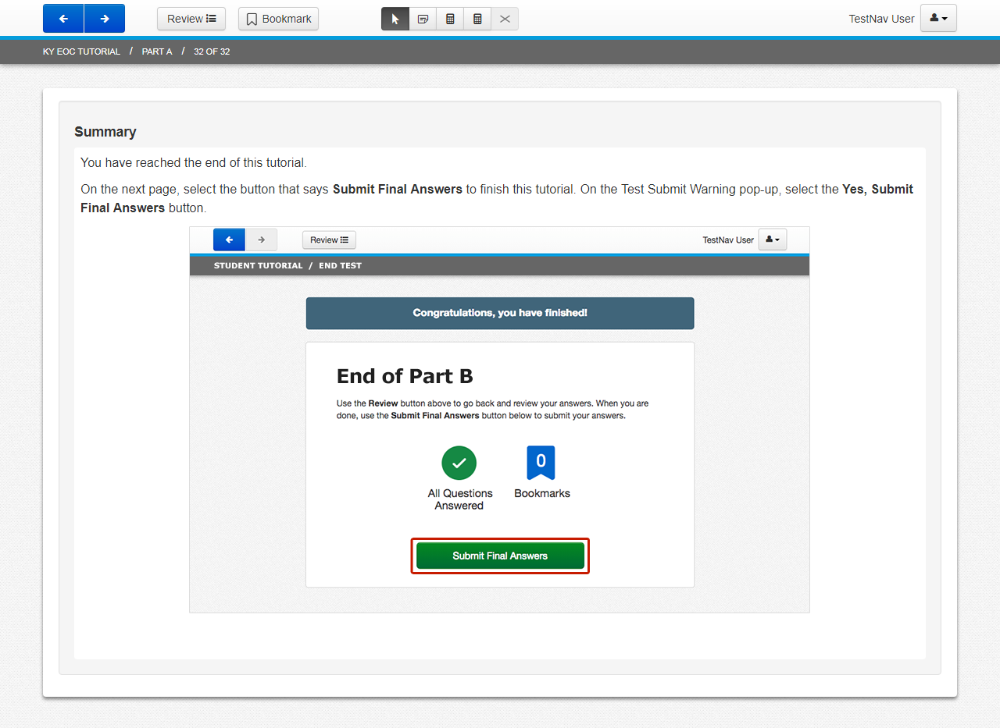 Review
Bookmark
TestNav User
KY EOC TUTORIAL / PART A / 32 OF 32
Summary
You have reached the end of this tutorial.
On the next page, select the button that says Submit Final Answers to finish this tutorial. On the Test Submit Warning pop-up, select the Yes, Submit
Final Answers button.
Review
TestNav User
STUDENT TUTORIAL / END TEST
Congratulations, you have finished!
End of Part B
Use the Review button above to go back and review your answers. When you are
done, use the Submit Final Answers button below to submit your answers.
0
All Questions
Answered
Bookmarks
Submit Final Answers